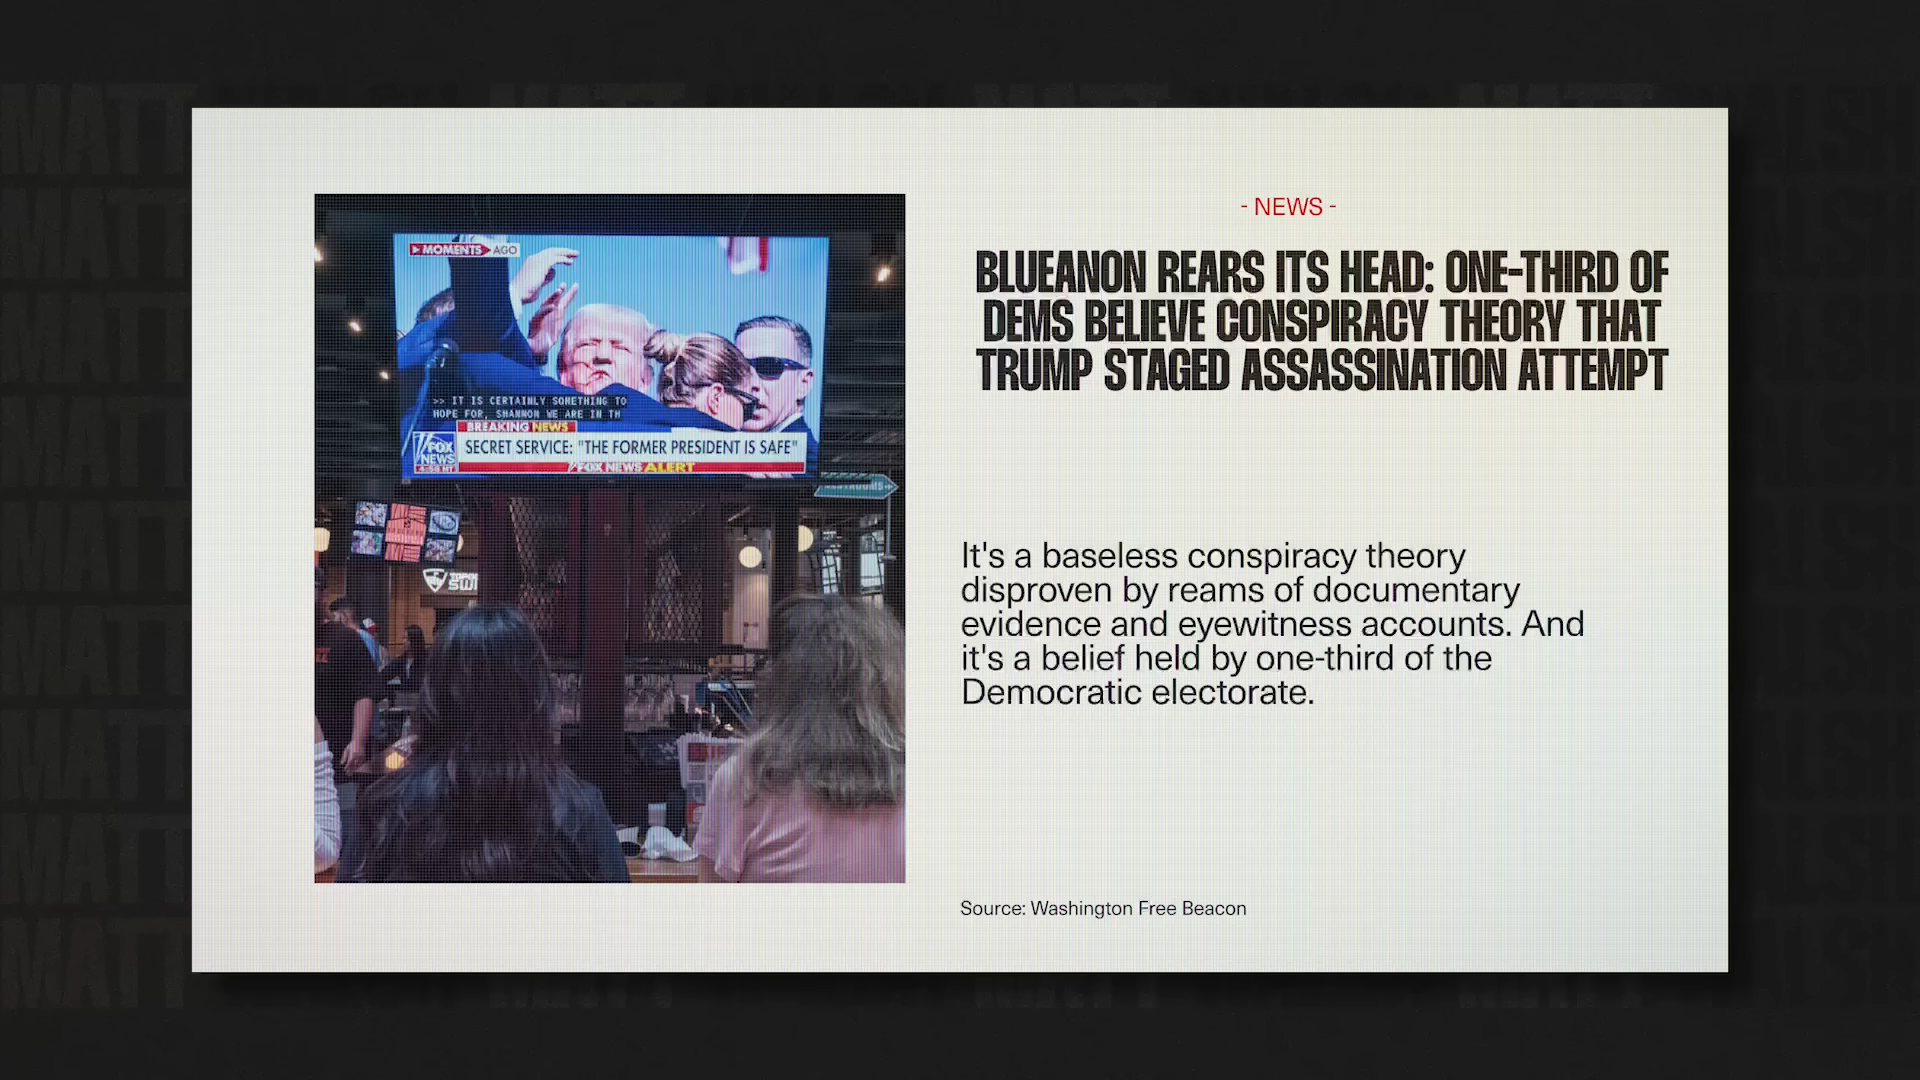 MATT WALSH
- NEWS -
BLUEANON REARS ITS HEAD: ONE-THIRD OF
DEMS BELIEVE CONSPIRACY THEORY THAT
TRUMP STAGED ASSASSINATION ATTEMPT
MOMENTS AGO
>> IT IS CERTAINLY SOMETHING TO
HOPE FOR, SHANNON WE ARE IN TH
BREAKING NEWS
FOX
NEWS
SECRET SERVICE: "THE FORMER PRESIDENT IS SAFE"
FOX NEWS ALERT
RESTROOMS
It's a baseless conspiracy theory
disproven by reams of documentary
evidence and eyewitness accounts. And
it's a belief held by one-third of the
Democratic electorate.
Source: Washington Free Beacon